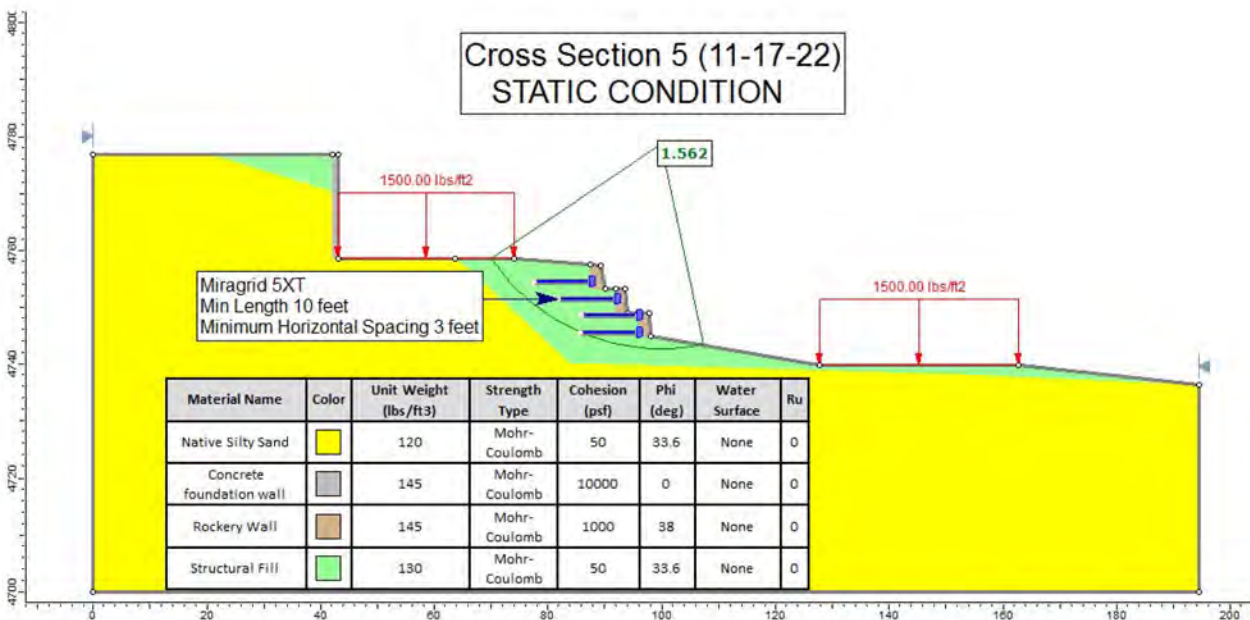 Cross Section 5 (11-17-22)
STATIC CONDITION
1.562
1500.00 lbs/ft2
1500.00 lbs/ft2
Miragrid 5XT
Min Length 10 feet
Minimum Horizontal Spacing 3 feet
Material Name Color Unit Weight (lbs/ft3) Strength Type Cohesion (psf) Phi (deg) Water Surface Ru
Native Silty Sand 120 Mohr-Coulomb 50 33.6 None 0
Concrete foundation wall 145 Mohr-Coulomb 10000 0 None 0
Rockery Wall 145 Mohr-Coulomb 1000 38 None 0
Structural Fill 130 Mohr-Coulomb 50 33.6 None 0
4800
4780
4760
4740
4720
4700
0 20 40 60 80 100 120 140 160 180 200